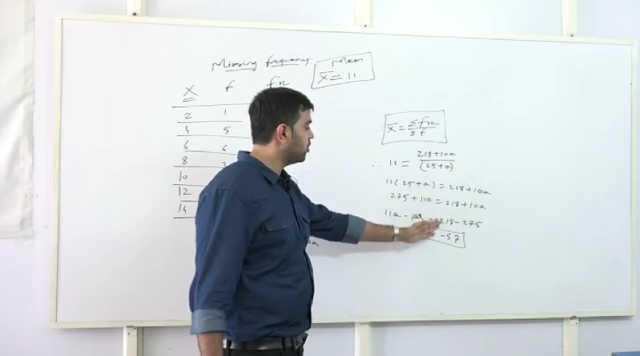 Missing frequency
Mean
x̄ = 11
X f fx
2 1
4 5
6 6
8
10
12
14
x̄ = Σfx / Σf
∴ 11 = 218+10a / (25+a)
11(25+a) = 218+10a
275+11a = 218+10a
11a - 10a = 218-275
-57
a